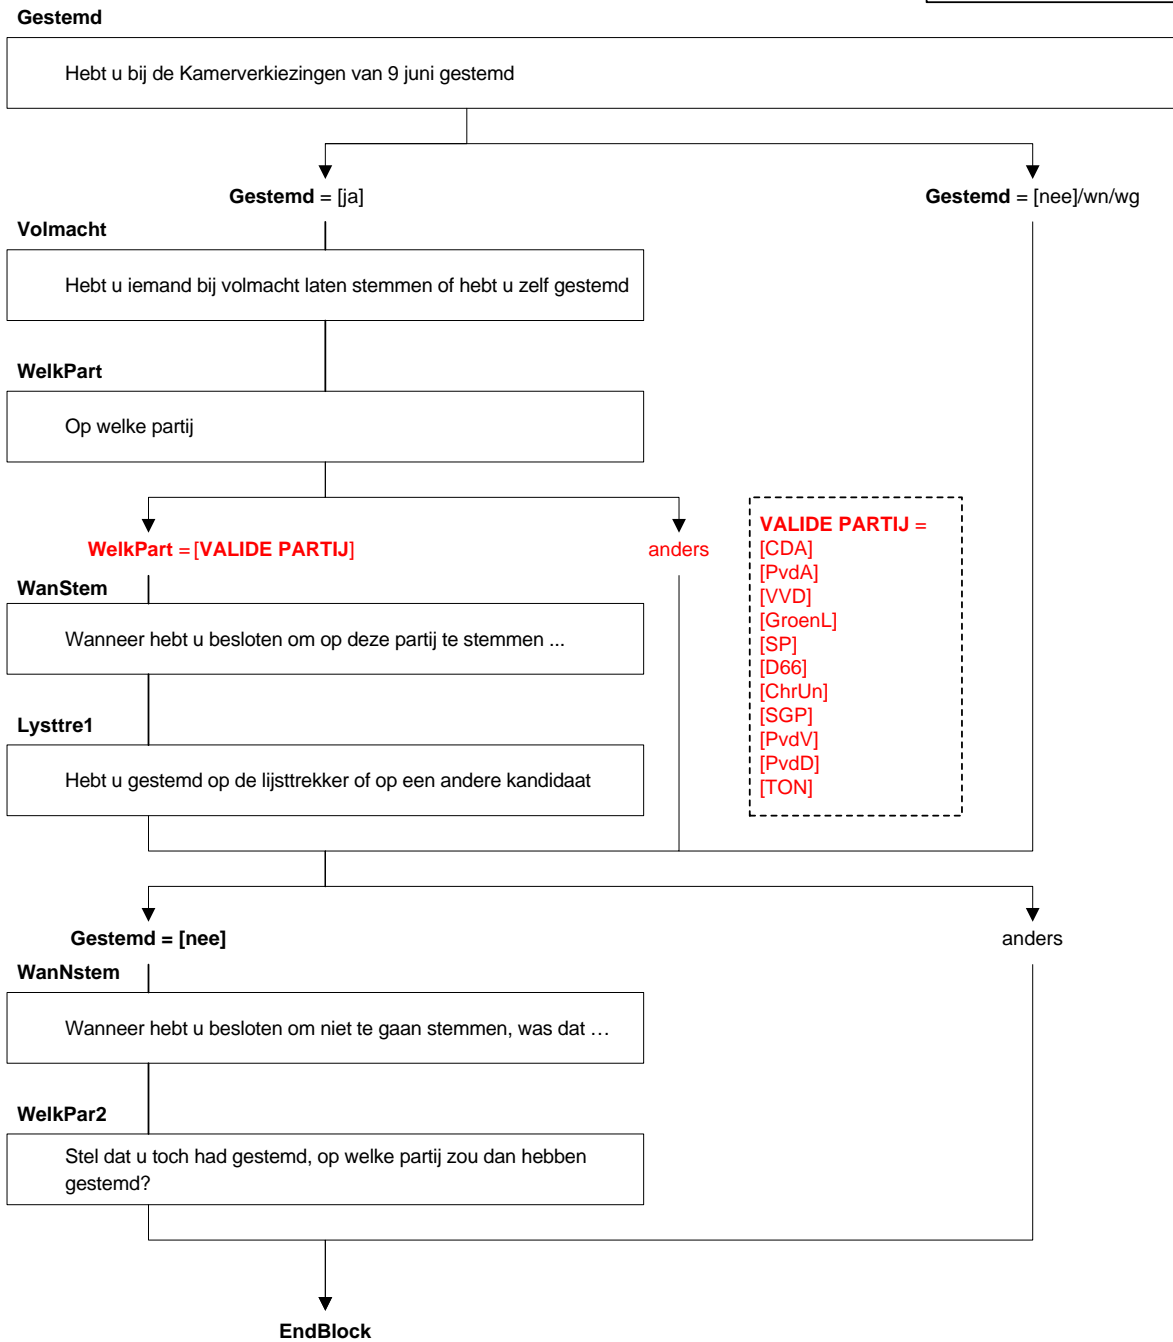 Gestemd
Hebt u bij de Kamerverkiezingen van 9 juni gestemd
Gestemd = [ja]
Gestemd = [nee]/wn/wg
Volmacht
Hebt u iemand bij volmacht laten stemmen of hebt u zelf gestemd
WelkPart
Op welke partij
WelkPart = [VALIDE PARTIJ]
anders
VALIDE PARTIJ =
[CDA]
[PvdA]
[VVD]
[GroenL]
[SP]
[D66]
[ChrUn]
[SGP]
[PvdV]
[PvdD]
[TON]
WanStem
Wanneer hebt u besloten om op deze partij te stemmen ...
Lysttre1
Hebt u gestemd op de lijsttrekker of op een andere kandidaat
Gestemd = [nee]
anders
WanNstem
Wanneer hebt u besloten om niet te gaan stemmen, was dat …
WelkPar2
Stel dat u toch had gestemd, op welke partij zou dan hebben
gestemd?
EndBlock